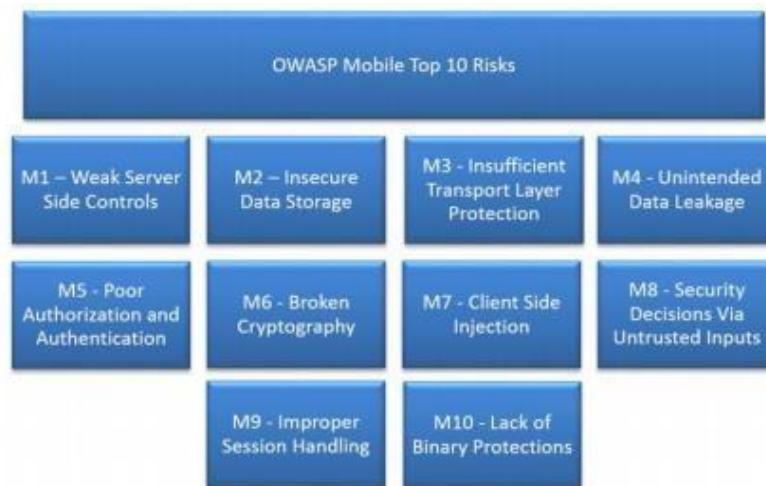 OWASP Mobile Top 10 Risks
M1 – Weak Server
Side Controls
M2 – Insecure
Data Storage
M3 - Insufficient
Transport Layer
Protection
M4 - Unintended
Data Leakage
M5 - Poor
Authorization and
Authentication
M6 - Broken
Cryptography
M7 - Client Side
Injection
M8 - Security
Decisions Via
Untrusted Inputs
M9 - Improper
Session Handling
M10 - Lack of
Binary Protections